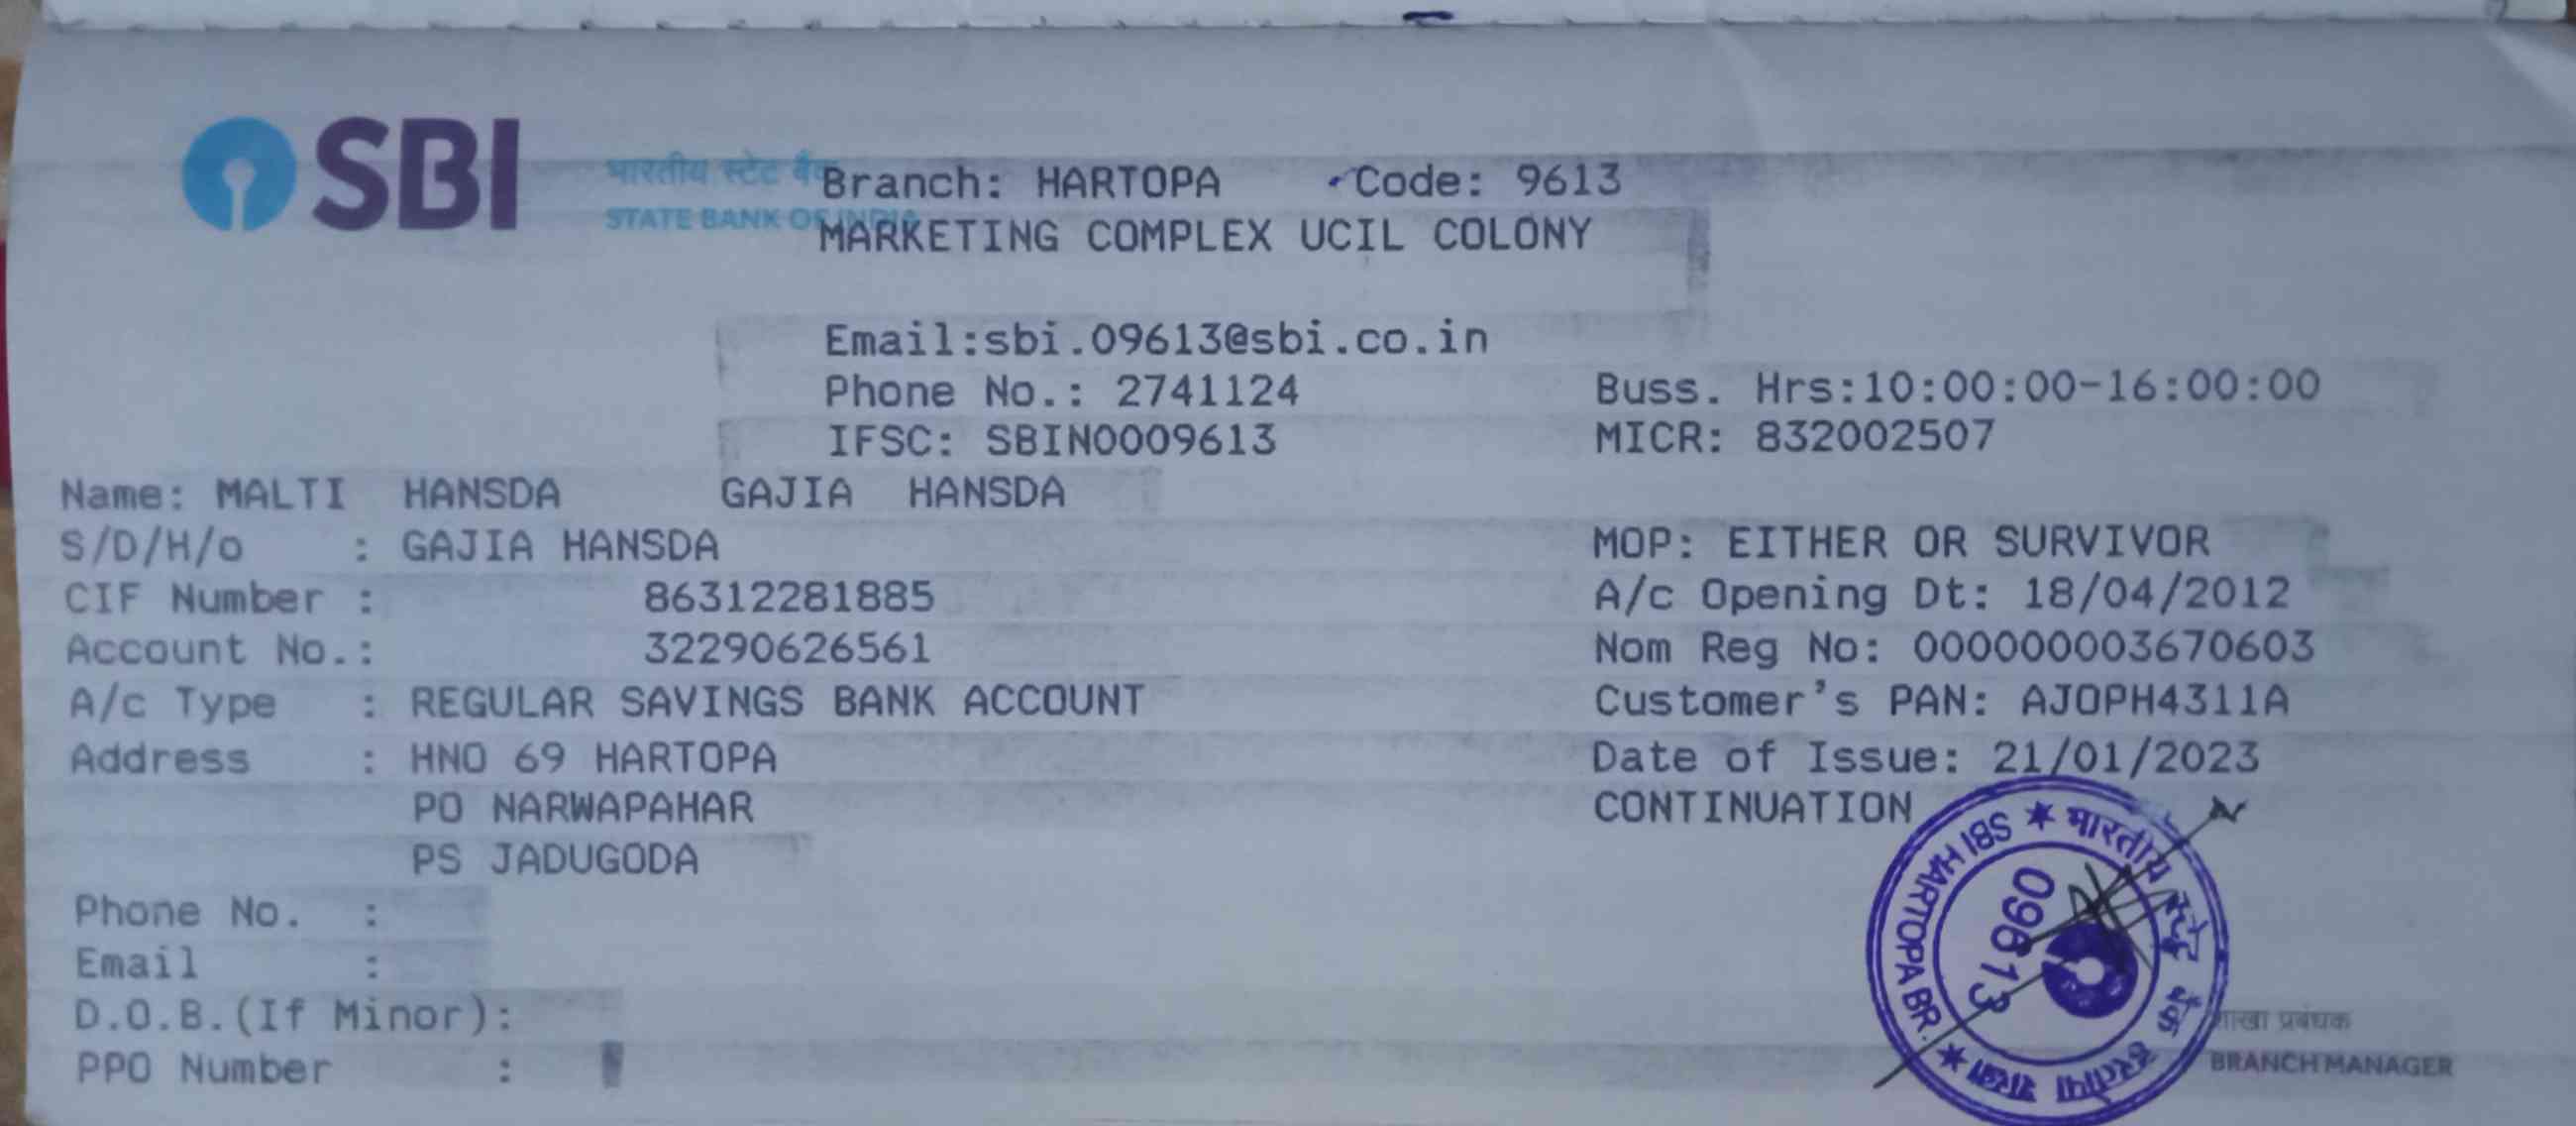 SBI
भारतीय स्टेट बैंक Branch: HARTOPA Code: 9613
STATE BANK OF INDIA
MARKETING COMPLEX UCIL COLONY
Email:sbi.09613@sbi.co.in
Phone No.: 2741124 Buss. Hrs:10:00:00-16:00:00
IFSC: SBIN0009613 MICR: 832002507
Name: MALTI HANSDA GAJIA HANSDA
S/D/H/o : GAJIA HANSDA MOP: EITHER OR SURVIVOR
CIF Number : 86312281885 A/c Opening Dt: 18/04/2012
Account No.: 32290626561 Nom Reg No: 0000000003670603
A/c Type : REGULAR SAVINGS BANK ACCOUNT Customer's PAN: AJOPH4311A
Address : HNO 69 HARTOPA Date of Issue: 21/01/2023
PO NARWAPAHAR CONTINUATION
PS JADUGODA
Phone No. :
Email :
D.O.B.(If Minor):
PPO Number :
SBI HARTOPA BR. ★ भारतीय स्टेट बैंक हरतोपा शाखा ★
09613
शाखा प्रबंधक
BRANCH MANAGER